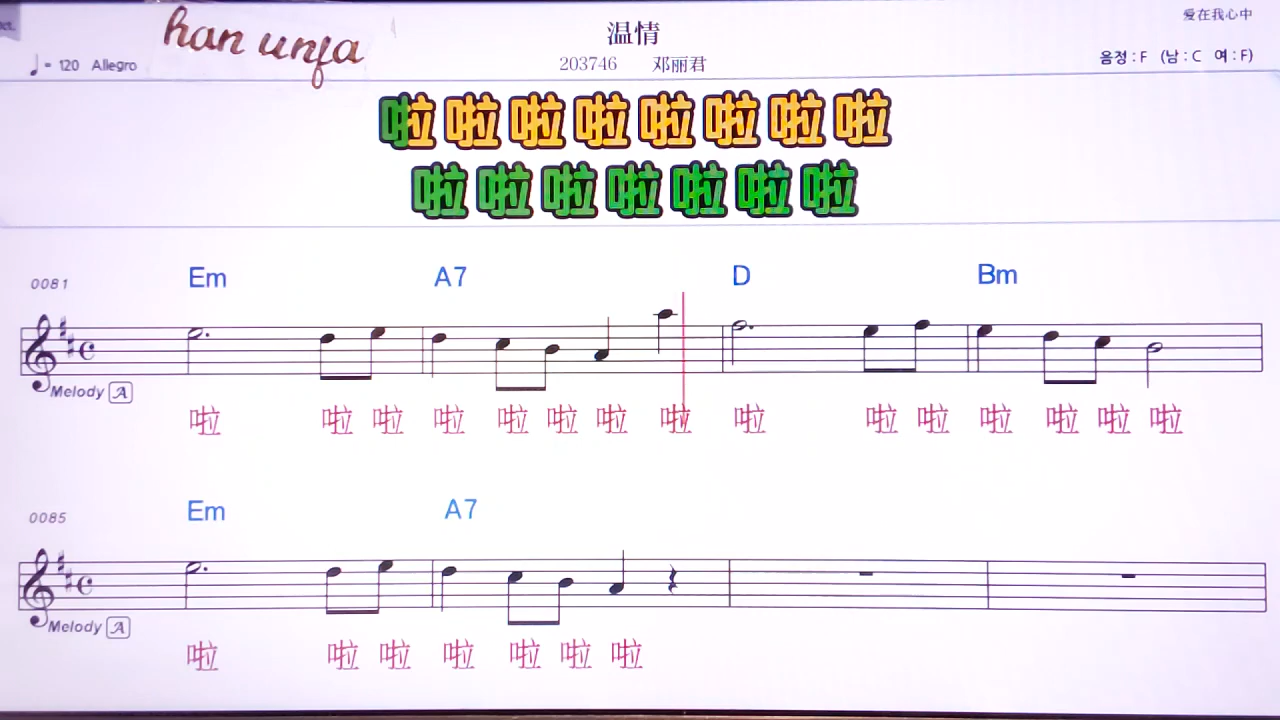 han unfa
温情
爱在我心中
♩= 120 Allegro
203746 邓丽君
음정 : F (남 : C 여 : F)
啦啦啦啦啦啦啦啦
啦啦啦啦啦啦啦
0081
Em A7 D Bm
Melody A
啦 啦 啦 啦 啦 啦 啦 啦 啦 啦 啦 啦 啦 啦 啦
0085
Em A7
Melody A
啦 啦 啦 啦 啦 啦 啦